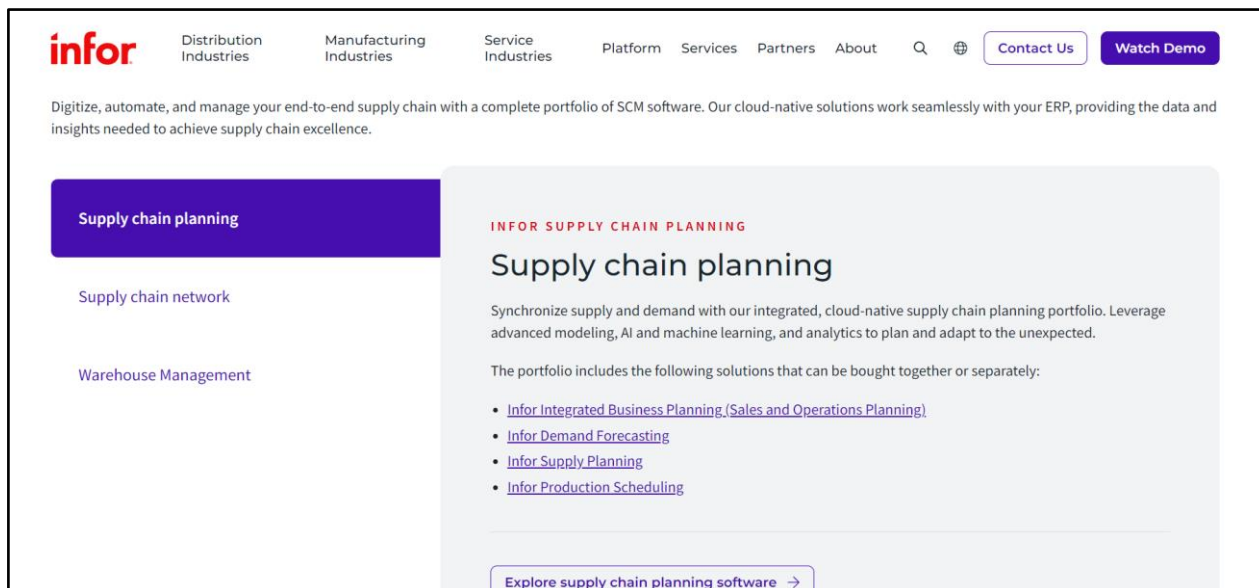 infor
Distribution
Industries
Manufacturing
Industries
Service
Industries
Platform
Services
Partners
About
Contact Us
Watch Demo
Digitize, automate, and manage your end-to-end supply chain with a complete portfolio of SCM software. Our cloud-native solutions work seamlessly with your ERP, providing the data and
insights needed to achieve supply chain excellence.
Supply chain planning
Supply chain network
Warehouse Management
INFOR SUPPLY CHAIN PLANNING
Supply chain planning
Synchronize supply and demand with our integrated, cloud-native supply chain planning portfolio. Leverage
advanced modeling, AI and machine learning, and analytics to plan and adapt to the unexpected.
The portfolio includes the following solutions that can be bought together or separately:
• Infor Integrated Business Planning (Sales and Operations Planning)
• Infor Demand Forecasting
• Infor Supply Planning
• Infor Production Scheduling
Explore supply chain planning software →